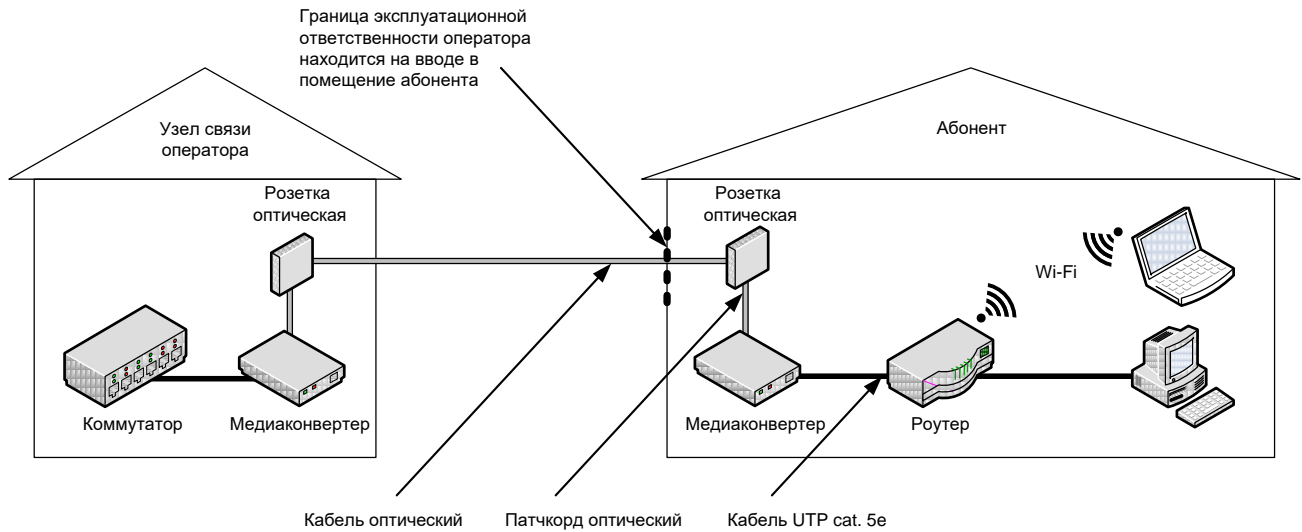 Граница эксплуатационной
ответственности оператора
находится на вводе в
помещение абонента
Узел связи
оператора
Абонент
Розетка
оптическая
Розетка
оптическая
Wi-Fi
Коммутатор
Медиаконвертер
Медиаконвертер
Роутер
Кабель оптический
Патчкорд оптический
Кабель UTP cat. 5e